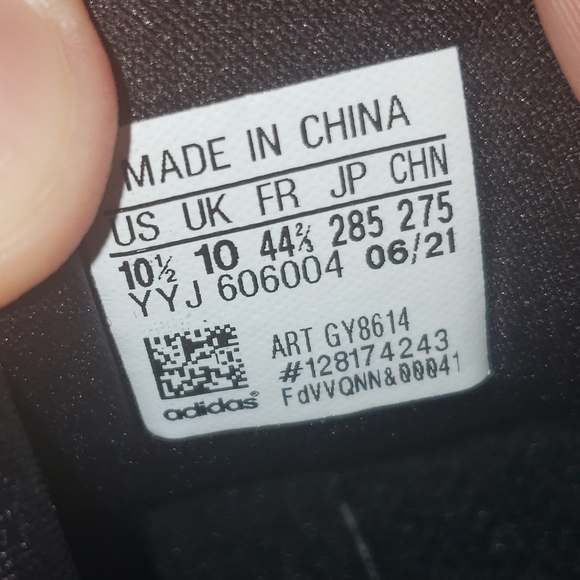 MADE IN CHINA
US UK FR JP CHN
10½ 10 44⅔ 285 275
YYJ 606004 06/21
ART GY8614
#128174243
FdVVQNN&00041
adidas®